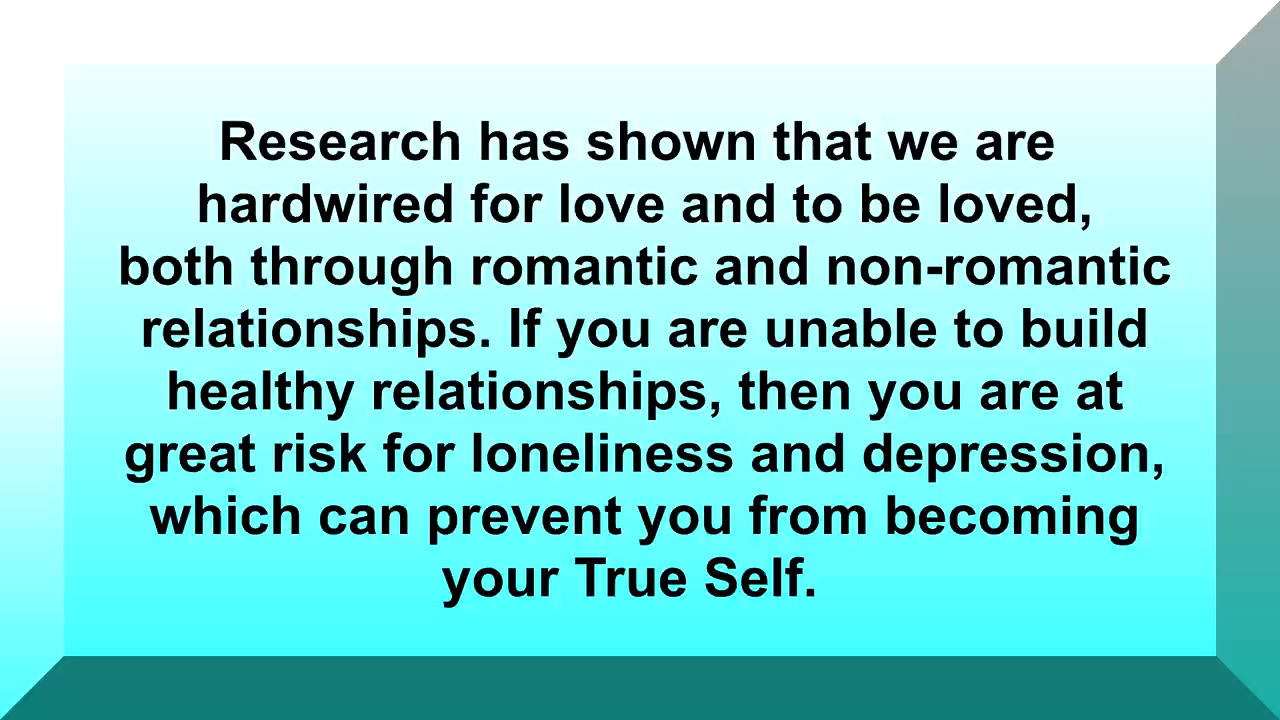 Research has shown that we are
hardwired for love and to be loved,
both through romantic and non-romantic
relationships. If you are unable to build
healthy relationships, then you are at
great risk for loneliness and depression,
which can prevent you from becoming
your True Self.